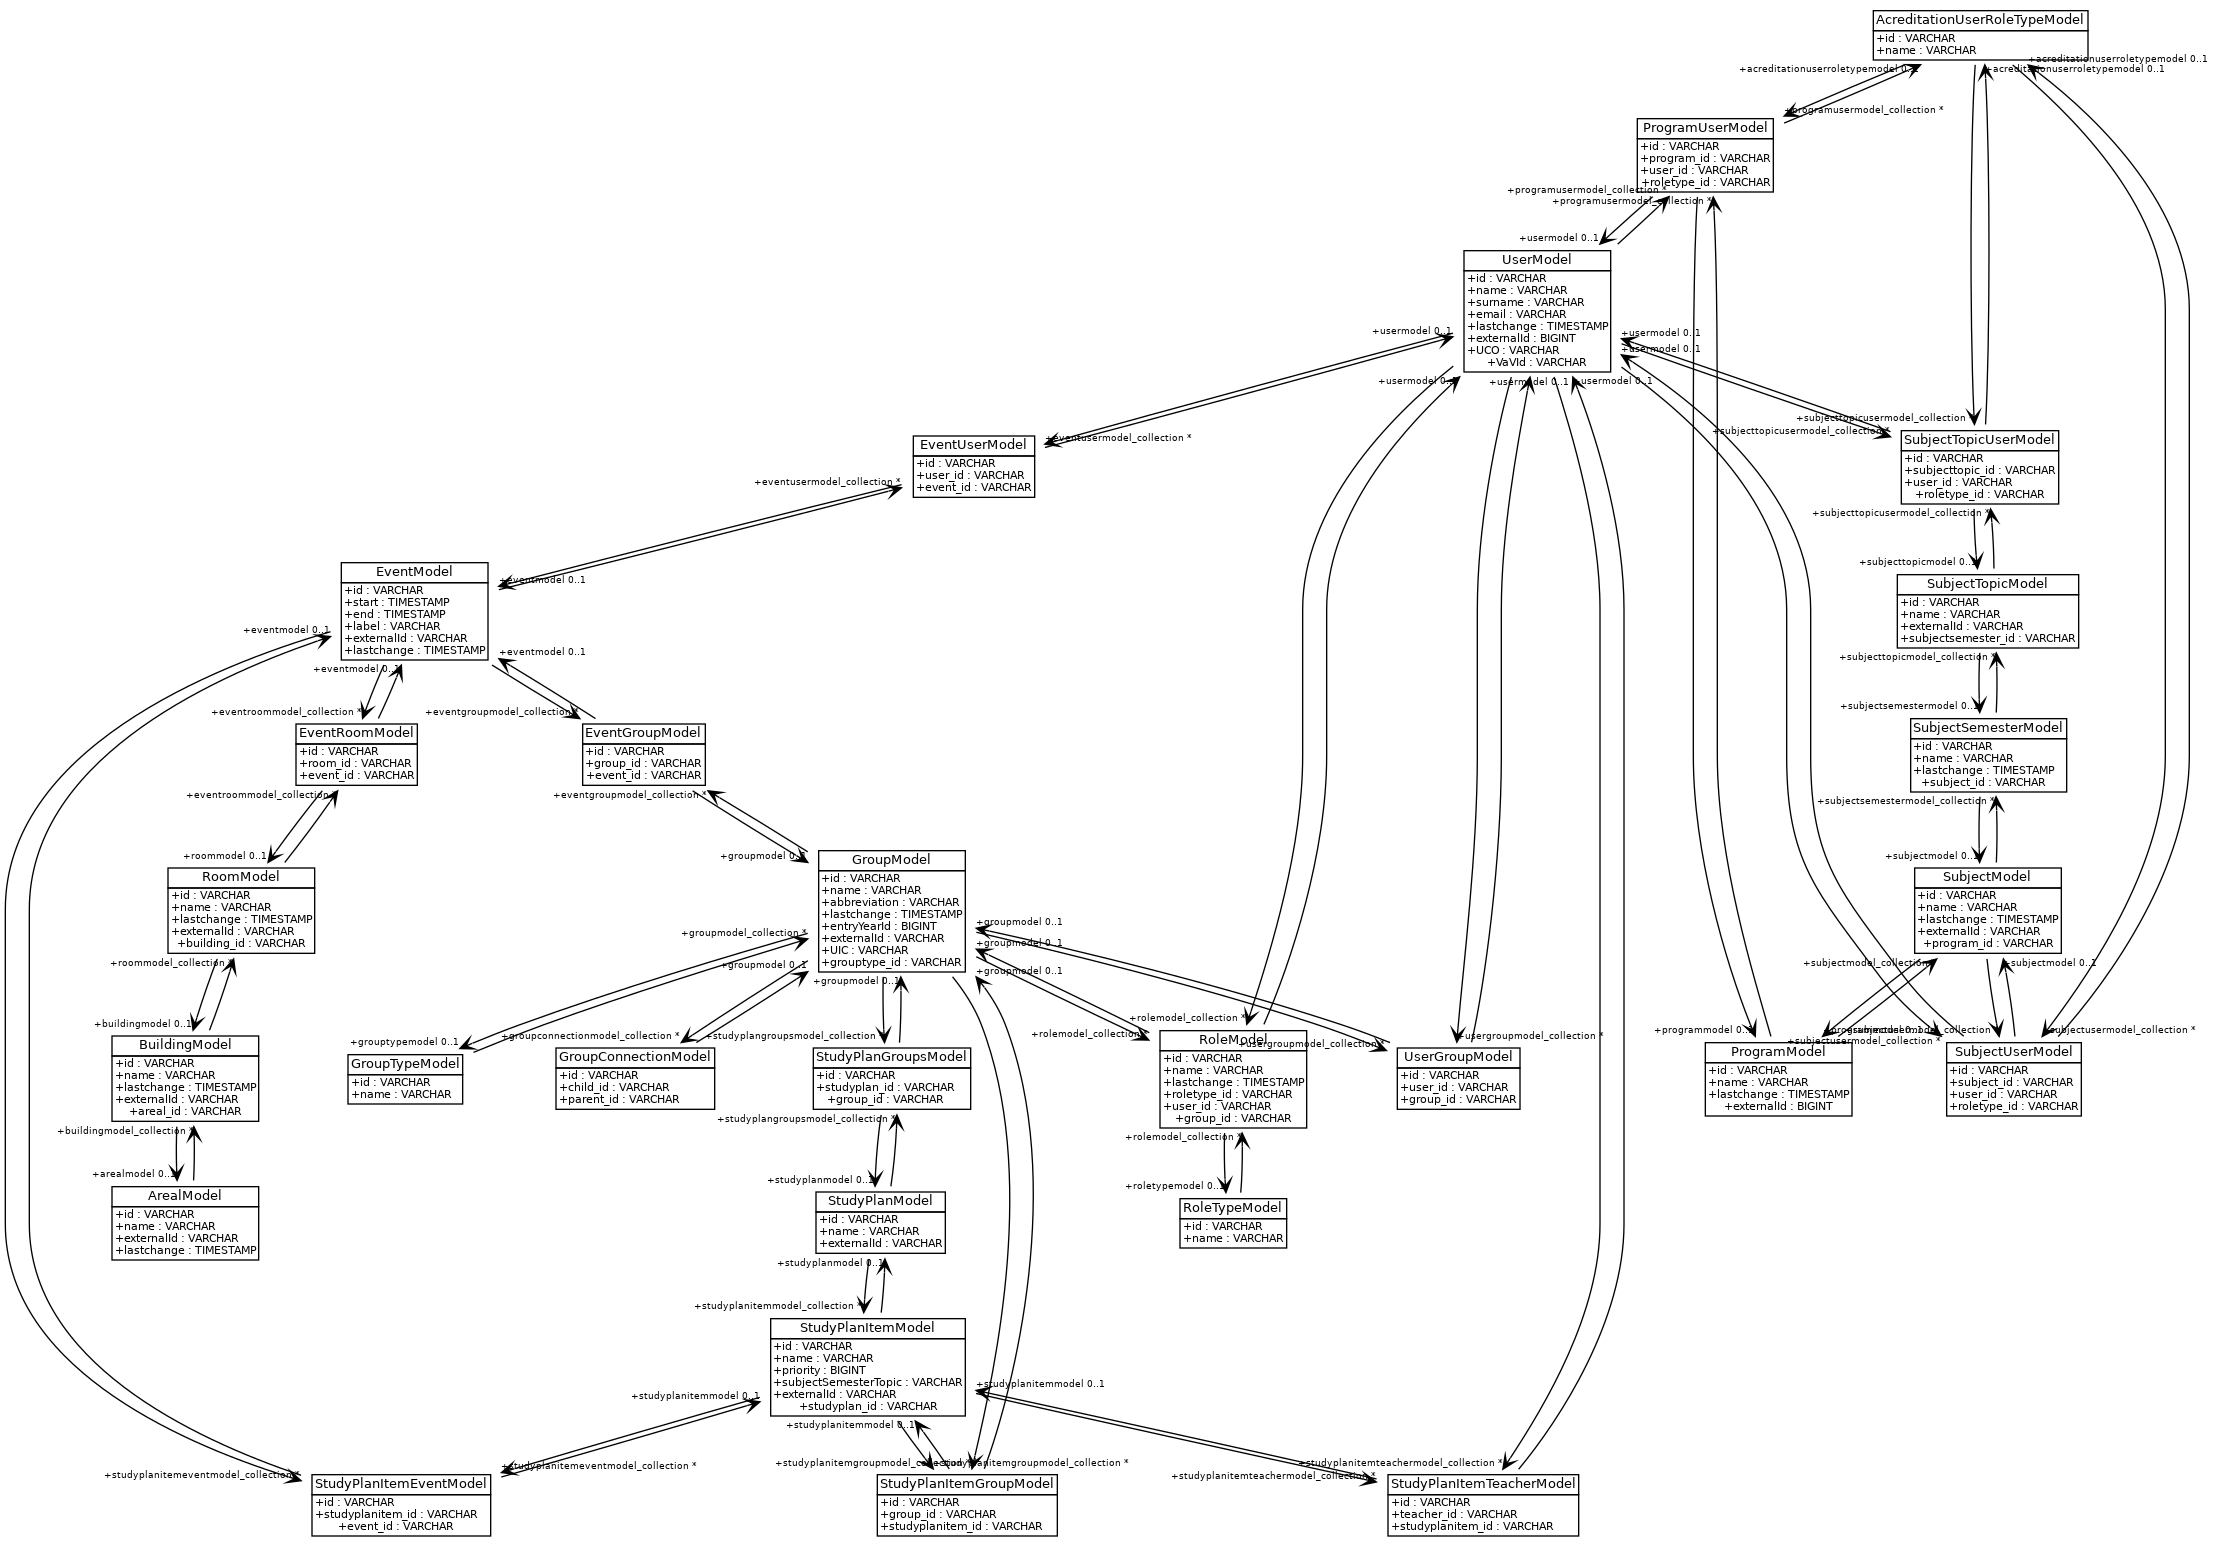 AcreditationUserRoleTypeModel
+id : VARCHAR
+name : VARCHAR
+acreditationuserroletypemodel 0..1
+acreditationuserroletypemodel 0..1
+acreditationuserroletypemodel 0..1
+programusermodel_collection *
ProgramUserModel
+id : VARCHAR
+program_id : VARCHAR
+user_id : VARCHAR
+roletype_id : VARCHAR
+programusermodel_collection *
+programusermodel_collection *
+usermodel 0..1
UserModel
+id : VARCHAR
+name : VARCHAR
+surname : VARCHAR
+email : VARCHAR
+lastchange : TIMESTAMP
+externalId : BIGINT
+UCO : VARCHAR
+VaVId : VARCHAR
+usermodel 0..1
+usermodel 0..1
+usermodel 0..1
+usermodel 0..1
+usermodel 0..1
+usermodel 0..1
+subjecttopicusermodel_collection *
+subjecttopicusermodel_collection *
+eventusermodel_collection *
EventUserModel
+id : VARCHAR
+user_id : VARCHAR
+event_id : VARCHAR
+eventusermodel_collection *
SubjectTopicUserModel
+id : VARCHAR
+subjecttopic_id : VARCHAR
+user_id : VARCHAR
+roletype_id : VARCHAR
+subjecttopicusermodel_collection *
+subjecttopicmodel 0..1
SubjectTopicModel
+id : VARCHAR
+name : VARCHAR
+externalId : VARCHAR
+subjectsemester_id : VARCHAR
+subjecttopicmodel_collection *
+subjectsemestermodel 0..1
+eventmodel 0..1
EventModel
+id : VARCHAR
+start : TIMESTAMP
+end : TIMESTAMP
+label : VARCHAR
+externalId : VARCHAR
+lastchange : TIMESTAMP
+eventmodel 0..1
+eventmodel 0..1
+eventmodel 0..1
+eventroommodel_collection *
+eventgroupmodel_collection *
EventRoomModel
+id : VARCHAR
+room_id : VARCHAR
+event_id : VARCHAR
EventGroupModel
+id : VARCHAR
+group_id : VARCHAR
+event_id : VARCHAR
SubjectSemesterModel
+id : VARCHAR
+name : VARCHAR
+lastchange : TIMESTAMP
+subject_id : VARCHAR
+eventroommodel_collection *
+eventgroupmodel_collection *
+subjectsemestermodel_collection *
+roommodel 0..1
+groupmodel 0..1
+subjectmodel 0..1
RoomModel
+id : VARCHAR
+name : VARCHAR
+lastchange : TIMESTAMP
+externalId : VARCHAR
+building_id : VARCHAR
GroupModel
+id : VARCHAR
+name : VARCHAR
+abbreviation : VARCHAR
+lastchange : TIMESTAMP
+entryYearId : BIGINT
+externalId : VARCHAR
+UIC : VARCHAR
+grouptype_id : VARCHAR
SubjectModel
+id : VARCHAR
+name : VARCHAR
+lastchange : TIMESTAMP
+externalId : VARCHAR
+program_id : VARCHAR
+groupmodel_collection *
+groupmodel 0..1
+groupmodel 0..1
+groupmodel 0..1
+groupmodel 0..1
+groupmodel 0..1
+roommodel_collection *
+subjectmodel_collection *
+subjectmodel 0..1
+buildingmodel 0..1
+grouptypemodel 0..1
+groupconnectionmodel_collection *
+studyplangroupsmodel_collection *
+rolemodel_collection *
+rolemodel_collection *
+usergroupmodel_collection *
+usergroupmodel_collection *
+programmodel 0..1
+programmodel 0..1
+subjectmodel_collection *
+subjectusermodel_collection *
+subjectusermodel_collection *
BuildingModel
+id : VARCHAR
+name : VARCHAR
+lastchange : TIMESTAMP
+externalId : VARCHAR
+areal_id : VARCHAR
GroupTypeModel
+id : VARCHAR
+name : VARCHAR
GroupConnectionModel
+id : VARCHAR
+child_id : VARCHAR
+parent_id : VARCHAR
StudyPlanGroupsModel
+id : VARCHAR
+studyplan_id : VARCHAR
+group_id : VARCHAR
RoleModel
+id : VARCHAR
+name : VARCHAR
+lastchange : TIMESTAMP
+roletype_id : VARCHAR
+user_id : VARCHAR
+group_id : VARCHAR
UserGroupModel
+id : VARCHAR
+user_id : VARCHAR
+group_id : VARCHAR
ProgramModel
+id : VARCHAR
+name : VARCHAR
+lastchange : TIMESTAMP
+externalId : BIGINT
SubjectUserModel
+id : VARCHAR
+subject_id : VARCHAR
+user_id : VARCHAR
+roletype_id : VARCHAR
+buildingmodel_collection *
+studyplangroupsmodel_collection *
+rolemodel_collection *
+arealmodel 0..1
+studyplanmodel 0..1
+roletypemodel 0..1
ArealModel
+id : VARCHAR
+name : VARCHAR
+externalId : VARCHAR
+lastchange : TIMESTAMP
StudyPlanModel
+id : VARCHAR
+name : VARCHAR
+externalId : VARCHAR
RoleTypeModel
+id : VARCHAR
+name : VARCHAR
+studyplanmodel 0..1
+studyplanitemmodel_collection *
StudyPlanItemModel
+id : VARCHAR
+name : VARCHAR
+priority : BIGINT
+subjectSemesterTopic : VARCHAR
+externalId : VARCHAR
+studyplan_id : VARCHAR
+studyplanitemmodel 0..1
+studyplanitemmodel 0..1
+studyplanitemmodel 0..1
+studyplanitemeventmodel_collection *
+studyplanitemeventmodel_collection *
+studyplanitemgroupmodel_collection *
+studyplanitemgroupmodel_collection *
+studyplanitemteachermodel_collection *
+studyplanitemteachermodel_collection *
StudyPlanItemEventModel
+id : VARCHAR
+studyplanitem_id : VARCHAR
+event_id : VARCHAR
StudyPlanItemGroupModel
+id : VARCHAR
+group_id : VARCHAR
+studyplanitem_id : VARCHAR
StudyPlanItemTeacherModel
+id : VARCHAR
+teacher_id : VARCHAR
+studyplanitem_id : VARCHAR